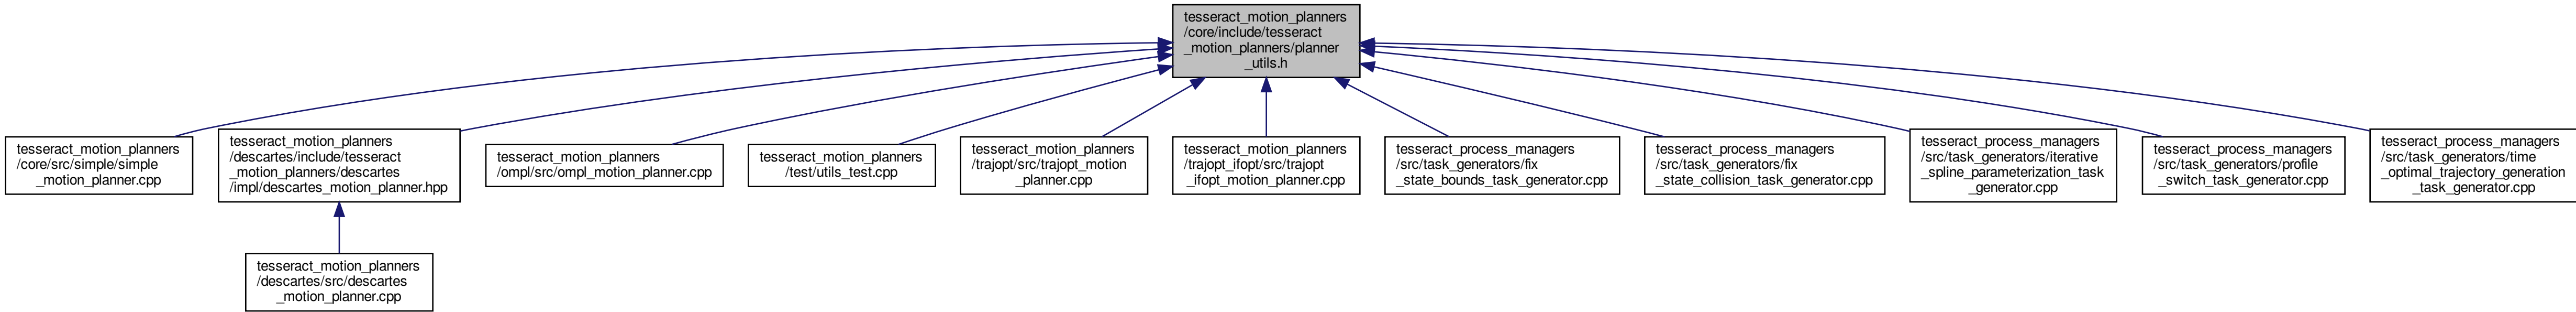 tesseract_motion_planners
/core/include/tesseract
_motion_planners/planner
_utils.h
tesseract_motion_planners
/core/src/simple/simple
_motion_planner.cpp
tesseract_motion_planners
/descartes/include/tesseract
_motion_planners/descartes
/impl/descartes_motion_planner.hpp
tesseract_motion_planners
/ompl/src/ompl_motion_planner.cpp
tesseract_motion_planners
/test/utils_test.cpp
tesseract_motion_planners
/trajopt/src/trajopt_motion
_planner.cpp
tesseract_motion_planners
/trajopt_ifopt/src/trajopt
_ifopt_motion_planner.cpp
tesseract_process_managers
/src/task_generators/fix
_state_bounds_task_generator.cpp
tesseract_process_managers
/src/task_generators/fix
_state_collision_task_generator.cpp
tesseract_process_managers
/src/task_generators/iterative
_spline_parameterization_task
_generator.cpp
tesseract_process_managers
/src/task_generators/profile
_switch_task_generator.cpp
tesseract_process_managers
/src/task_generators/time
_optimal_trajectory_generation
_task_generator.cpp
tesseract_motion_planners
/descartes/src/descartes
_motion_planner.cpp